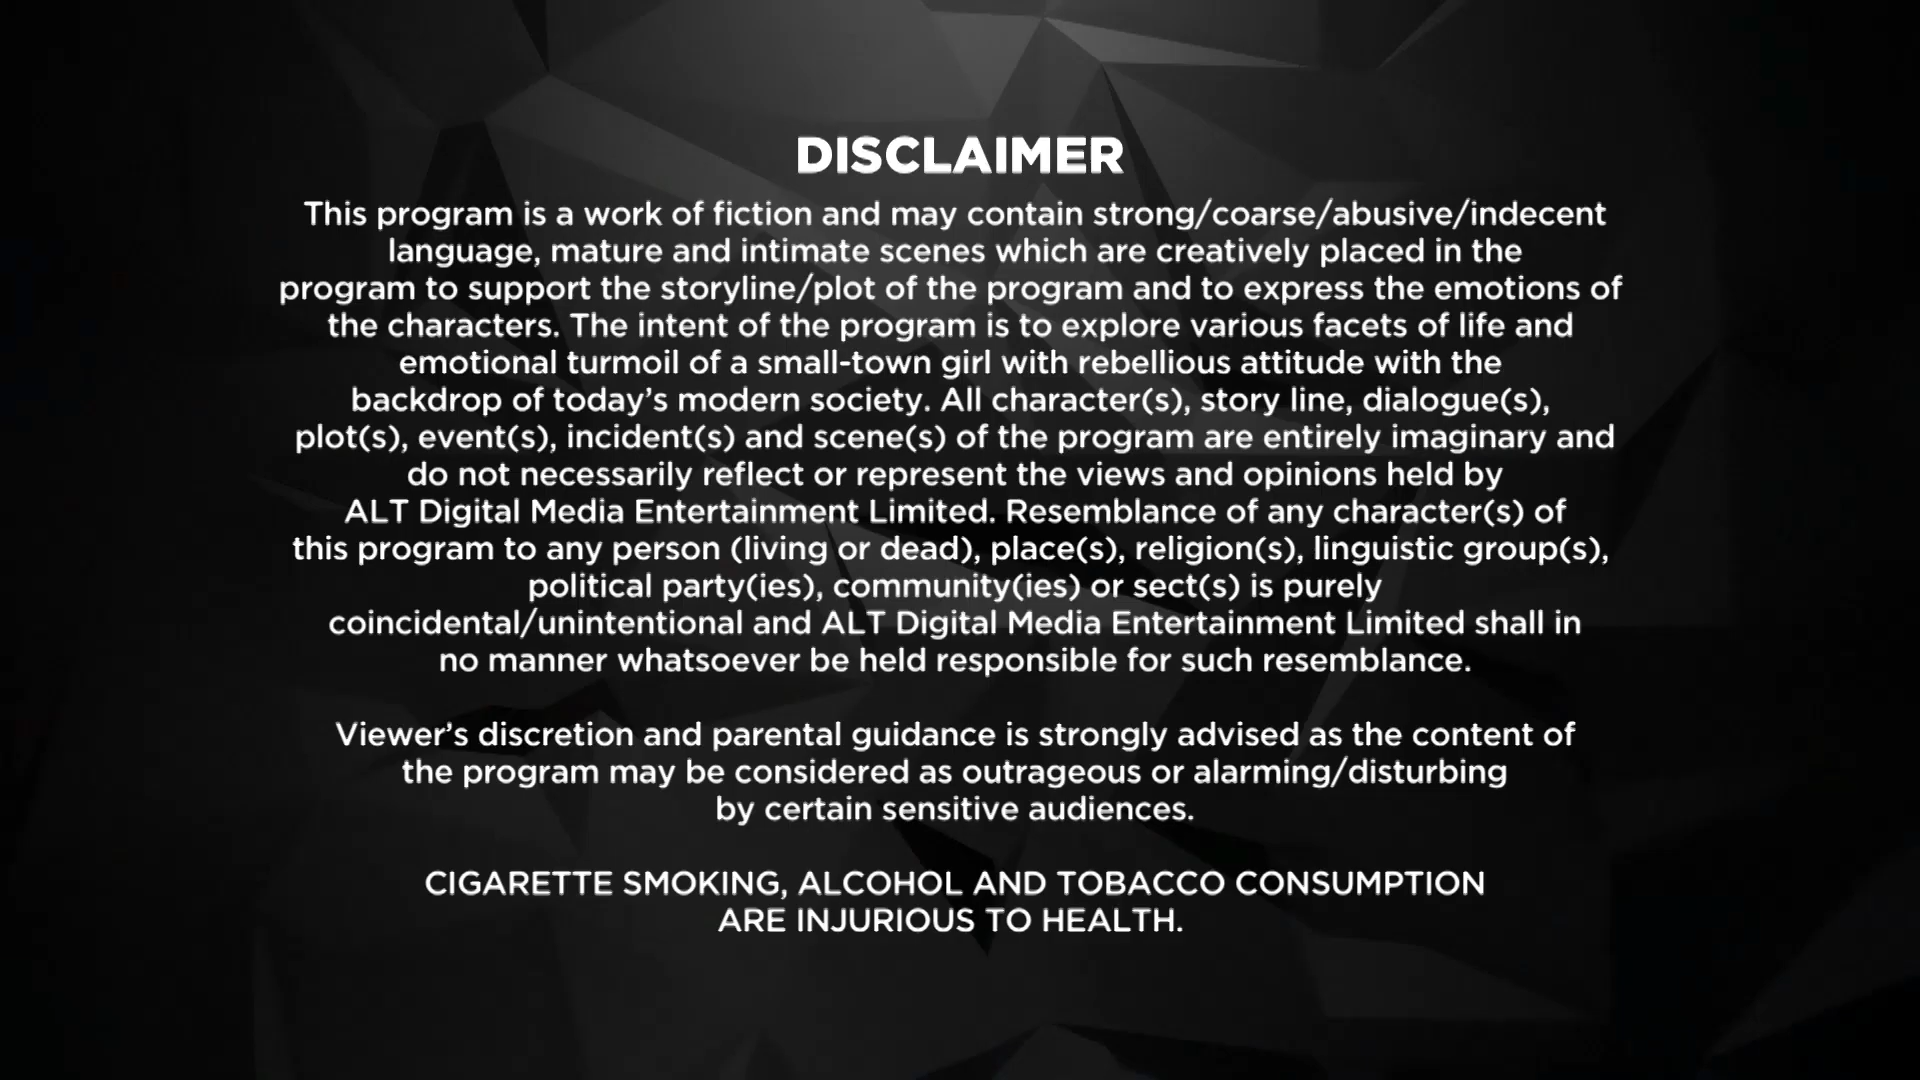 DISCLAIMER
This program is a work of fiction and may contain strong/coarse/abusive/indecent
language, mature and intimate scenes which are creatively placed in the
program to support the storyline/plot of the program and to express the emotions of
the characters. The intent of the program is to explore various facets of life and
emotional turmoil of a small-town girl with rebellious attitude with the
backdrop of today’s modern society. All character(s), story line, dialogue(s),
plot(s), event(s), incident(s) and scene(s) of the program are entirely imaginary and
do not necessarily reflect or represent the views and opinions held by
ALT Digital Media Entertainment Limited. Resemblance of any character(s) of
this program to any person (living or dead), place(s), religion(s), linguistic group(s),
political party(ies), community(ies) or sect(s) is purely
coincidental/unintentional and ALT Digital Media Entertainment Limited shall in
no manner whatsoever be held responsible for such resemblance.
Viewer’s discretion and parental guidance is strongly advised as the content of
the program may be considered as outrageous or alarming/disturbing
by certain sensitive audiences.
CIGARETTE SMOKING, ALCOHOL AND TOBACCO CONSUMPTION
ARE INJURIOUS TO HEALTH.